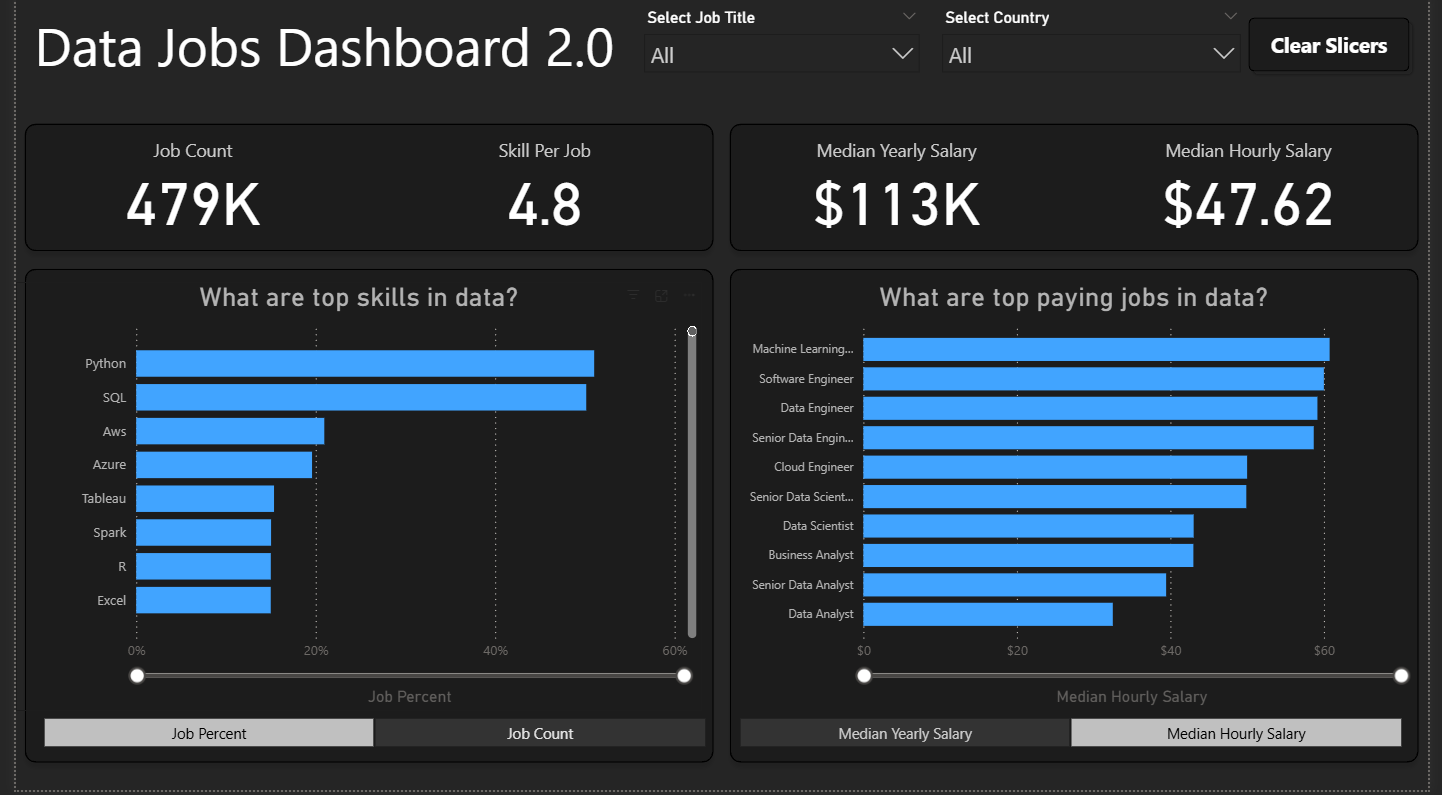 Data Jobs Dashboard 2.0
Select Job Title
All
Select Country
All
Clear Slicers
Job Count
479K
Skill Per Job
4.8
Median Yearly Salary
$113K
Median Hourly Salary
$47.62
What are top skills in data?
Python
SQL
Aws
Azure
Tableau
Spark
R
Excel
0% 20% 40% 60%
Job Percent
Job Percent
Job Count
What are top paying jobs in data?
Machine Learning...
Software Engineer
Data Engineer
Senior Data Engin...
Cloud Engineer
Senior Data Scient...
Data Scientist
Business Analyst
Senior Data Analyst
Data Analyst
$0 $20 $40 $60
Median Hourly Salary
Median Yearly Salary
Median Hourly Salary